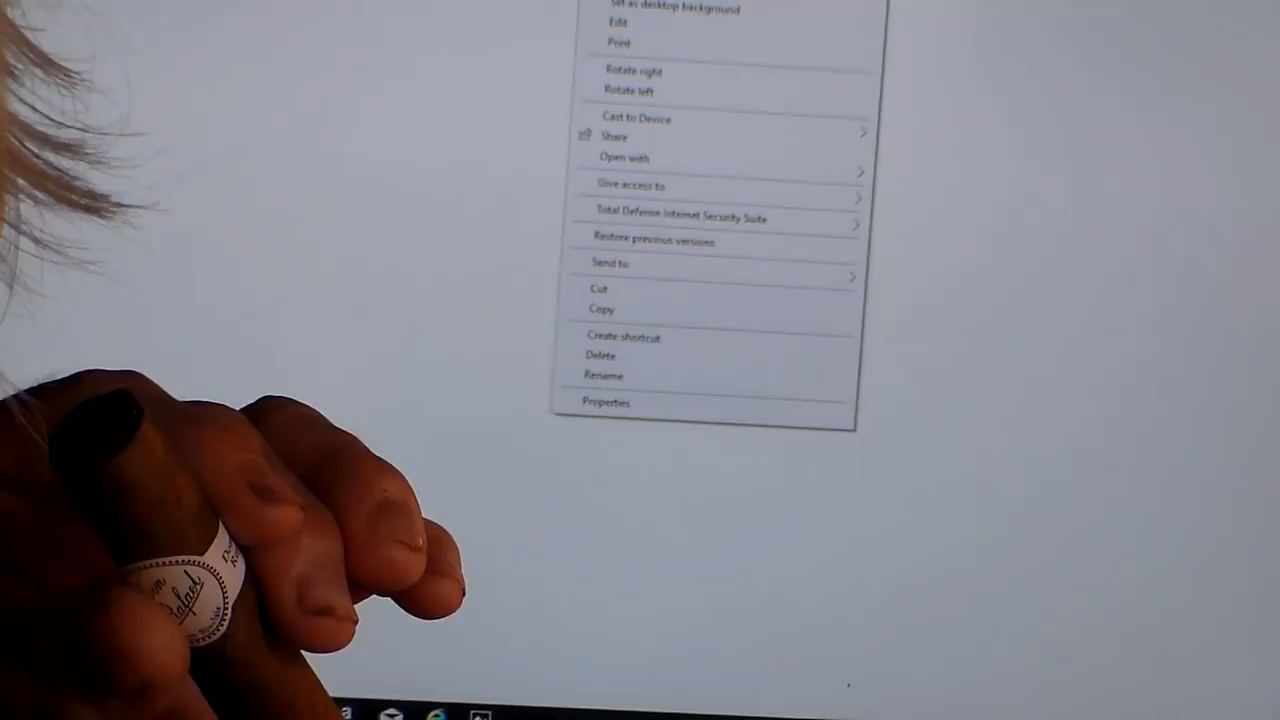 Set as desktop background
Edit
Print
Rotate right
Rotate left
Cast to Device
Share
Open with
Give access to
Total Defense Internet Security Suite
Restore previous versions
Send to
Cut
Copy
Create shortcut
Delete
Rename
Properties
Rafael